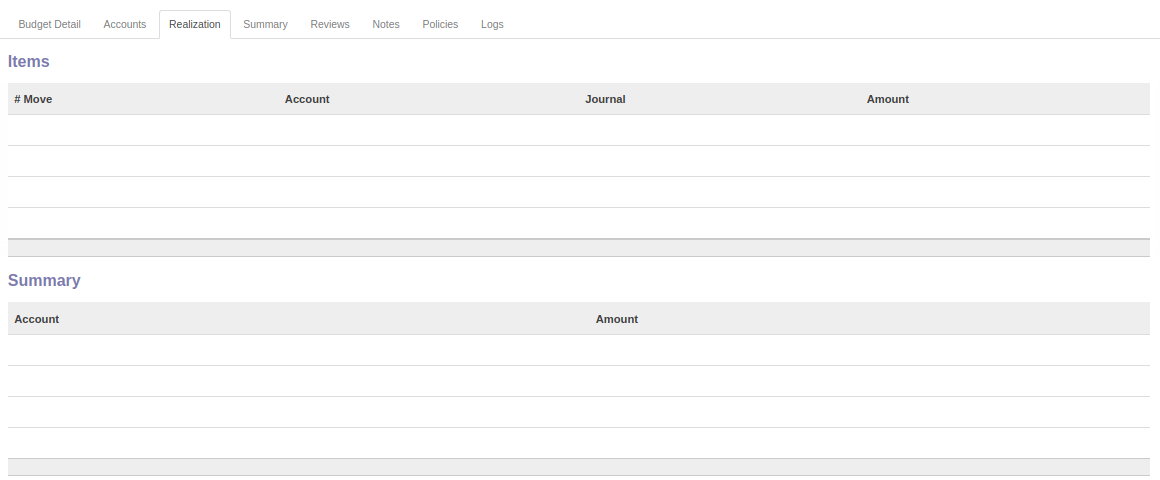 Budget Detail Accounts Realization Summary Reviews Notes Policies Logs
Items
# Move Account Journal Amount
Summary
Account Amount